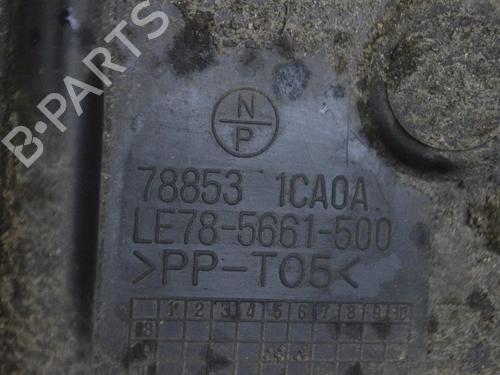 B-PARTS
N
P
78853 1CA0A
LE78-5661-500
>PP-T05<
1 2 3 4 5 6 7 8 9 10